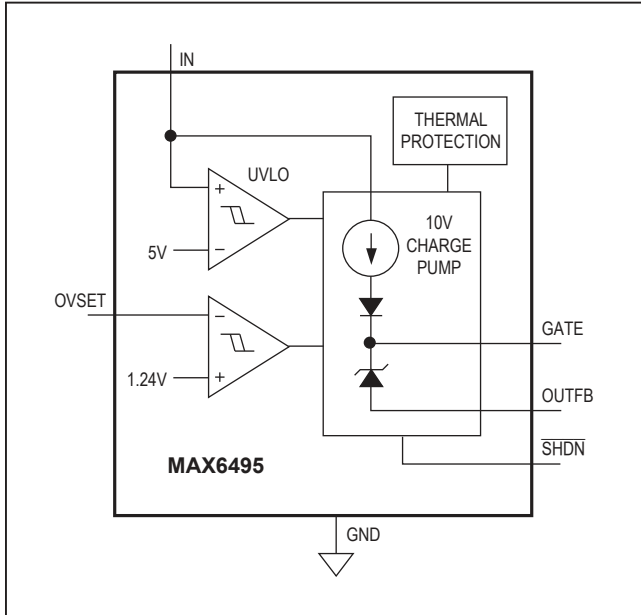 IN
THERMAL
PROTECTION
UVLO
+
5V
−
10V
CHARGE
PUMP
OVSET
−
1.24V
+
GATE
OUTFB
SHDN
MAX6495
GND